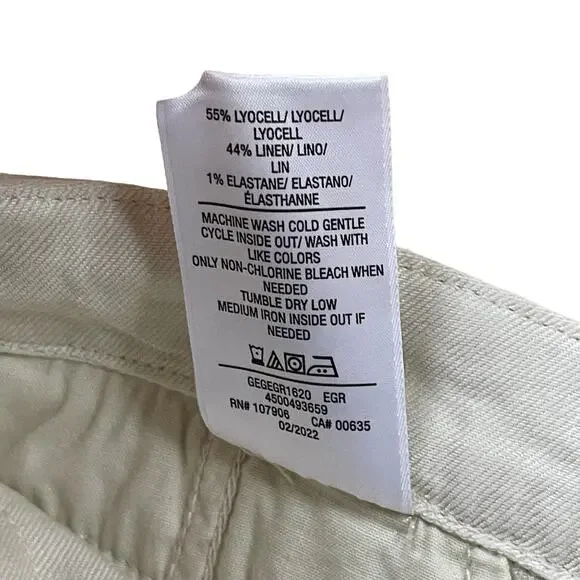 55% LYOCELL/ LYOCELL/
LYOCELL
44% LINEN/ LINO/
LIN
1% ELASTANE/ ELASTANO/
ÉLASTHANNE
MACHINE WASH COLD GENTLE
CYCLE INSIDE OUT/ WASH WITH
LIKE COLORS
ONLY NON-CHLORINE BLEACH WHEN
NEEDED
TUMBLE DRY LOW
MEDIUM IRON INSIDE OUT IF
NEEDED
GEGEGR1620 EGR
4500493659
RN# 107906 CA# 00635
02/2022